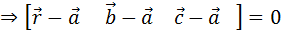 ⇒ [r⃗ − a⃗   b⃗ − a⃗   c⃗ − a⃗ ] = 0